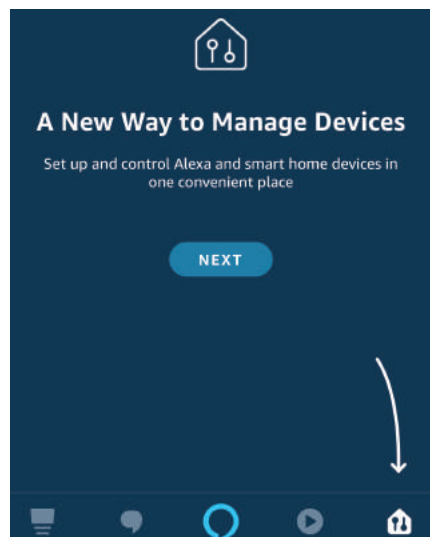 A New Way to Manage Devices
Set up and control Alexa and smart home devices in
one convenient place
NEXT